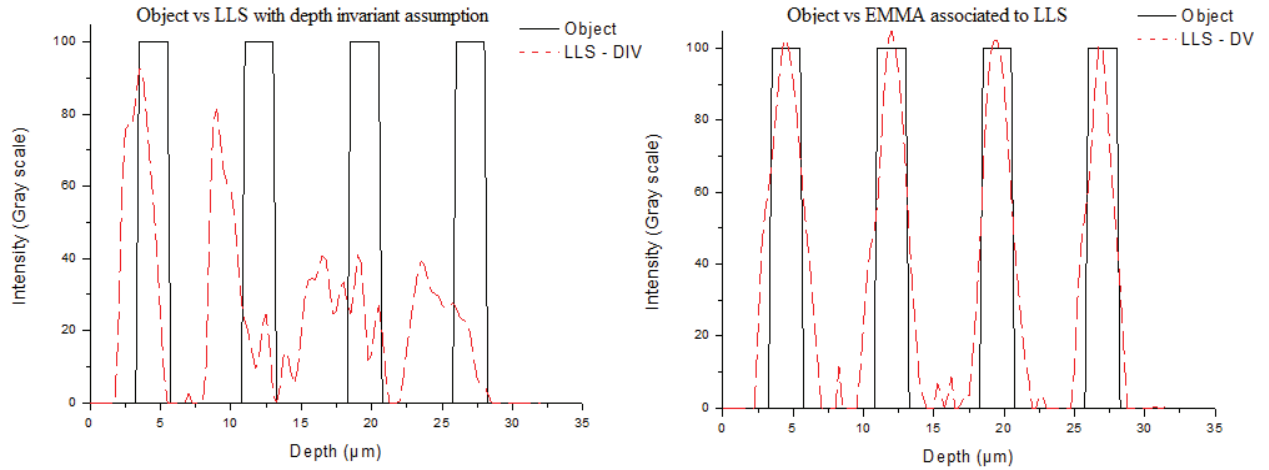 Object vs LLS with depth invariant assumption
Object
LLS - DIV
100
80
60
40
20
0
Intensity (Gray scale)
0 5 10 15 20 25 30 35
Depth (μm)
Object vs EMMA associated to LLS
Object
LLS - DV
100
80
60
40
20
0
Intensity (Gray scale)
0 5 10 15 20 25 30 35
Depth (μm)